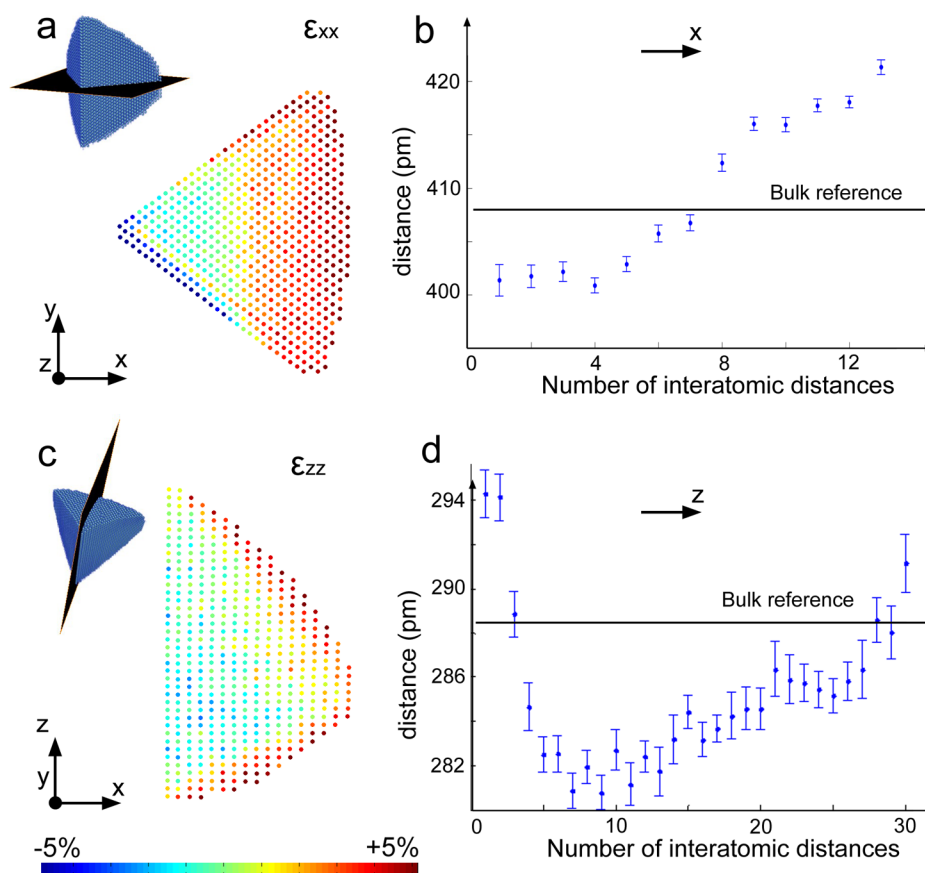 a
εxx
y
z
x
b
x
distance (pm)
420
410
400
Bulk reference
0
4
8
12
Number of interatomic distances
c
εzz
z
y
x
-5%
+5%
d
z
distance (pm)
294
290
286
282
Bulk reference
0
10
20
30
Number of interatomic distances